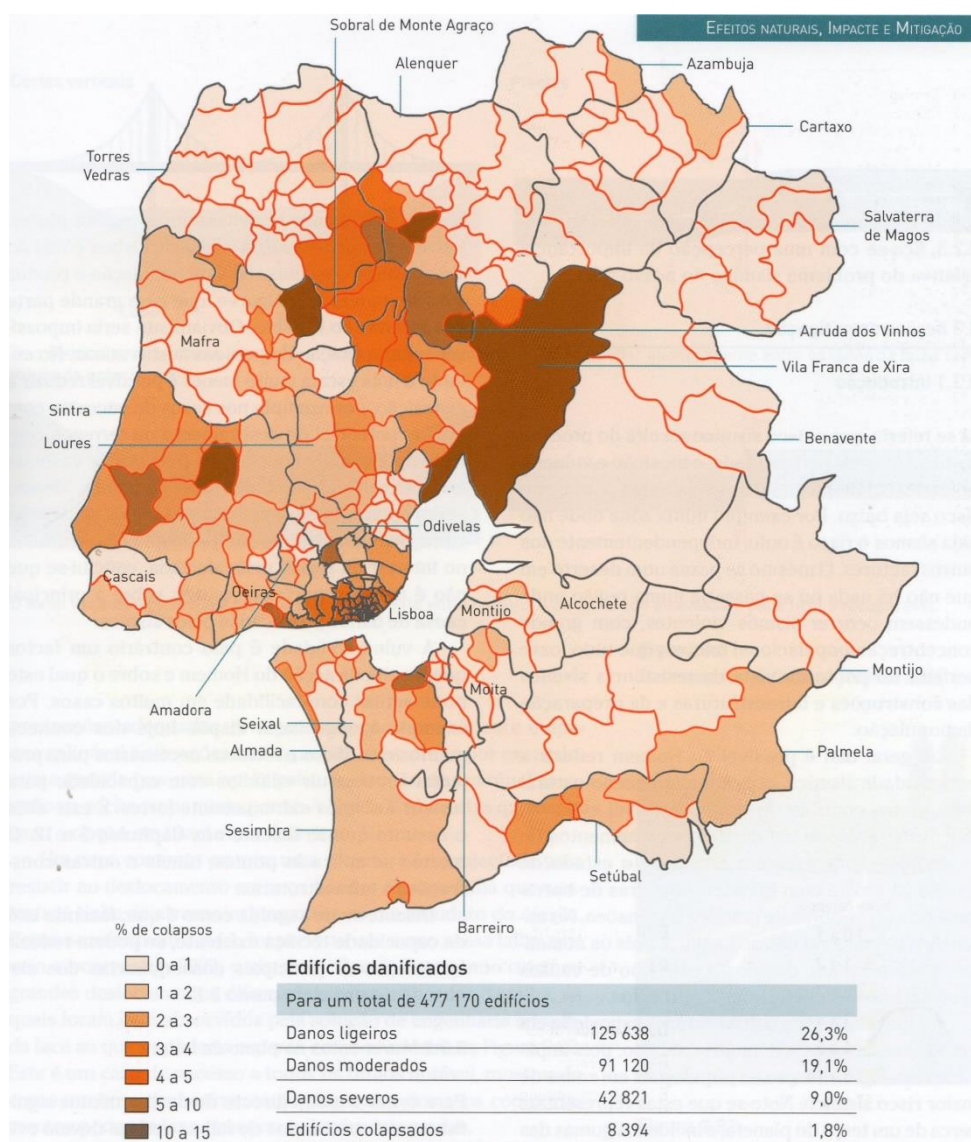 EFEITOS NATURAIS, IMPACTE E MITIGAÇÃO
Sobral de Monte Agraço
Alenquer
Azambuja
Cartaxo
Torres
Vedras
Salvaterra
de Magos
Mafra
Arruda dos Vinhos
Vila Franca de Xira
Sintra
Loures
Benavente
Odivelas
Cascais
Oeiras
Lisboa
Montijo
Alcochete
Montijo
Amadora
Moita
Seixal
Almada
Palmela
Sesimbra
Setúbal
Barreiro
% de colapsos
0 a 1
1 a 2
2 a 3
3 a 4
4 a 5
5 a 10
10 a 15
Edifícios danificados
Para um total de 477 170 edifícios
Danos ligeiros 125 638 26,3%
Danos moderados 91 120 19,1%
Danos severos 42 821 9,0%
Edifícios colapsados 8 394 1,8%